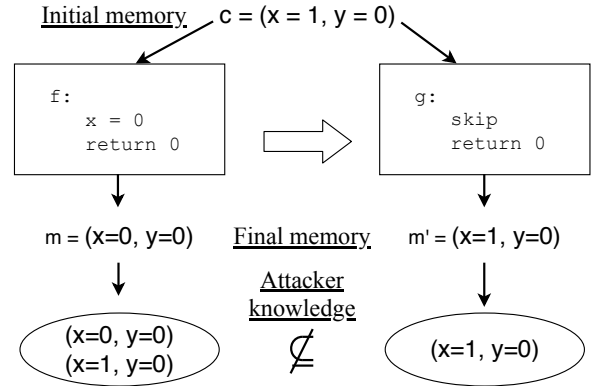 Initial memory c = (x = 1, y = 0)
f:
x = 0
return 0
g:
skip
return 0
m = (x=0, y=0) Final memory m' = (x=1, y=0)
Attacker
knowledge
(x=0, y=0)
(x=1, y=0)
⊈
(x=1, y=0)